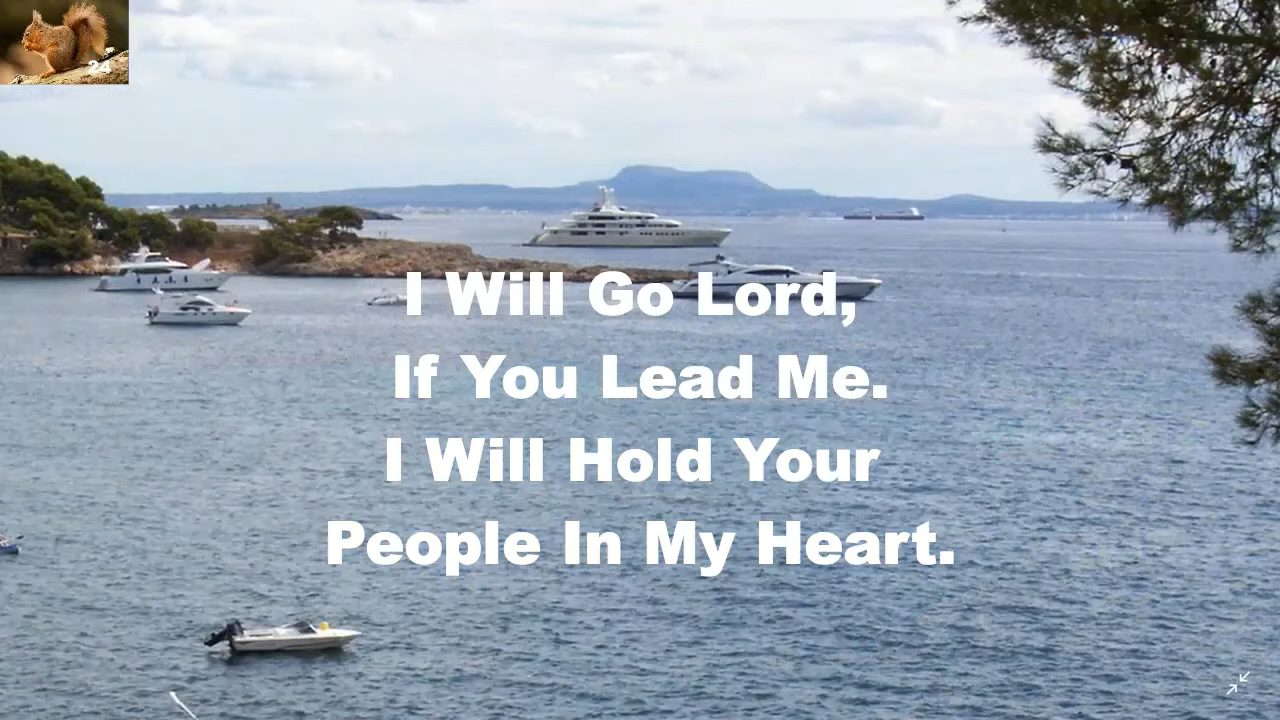 24
I Will Go Lord,
If You Lead Me.
I Will Hold Your
People In My Heart.